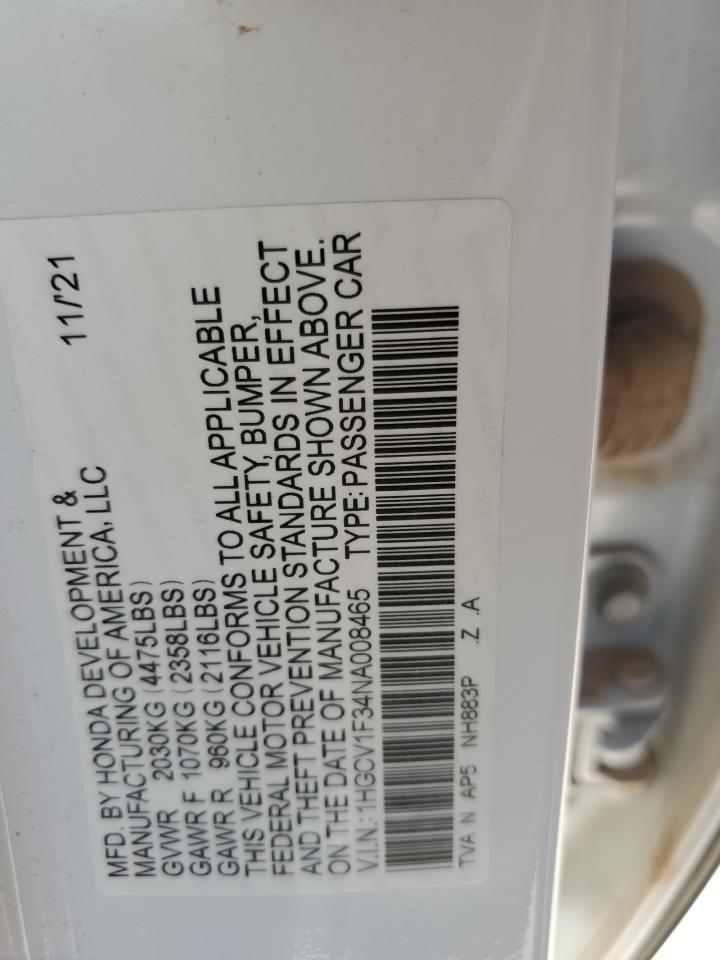 MFD. BY HONDA DEVELOPMENT & 11/'21
MANUFACTURING OF AMERICA, LLC
GVWR 2030KG (4475LBS)
GAWR F 1070KG (2358LBS)
GAWR R 960KG (2116LBS)
THIS VEHICLE CONFORMS TO ALL APPLICABLE
FEDERAL MOTOR VEHICLE SAFETY, BUMPER,
AND THEFT PREVENTION STANDARDS IN EFFECT
ON THE DATE OF MANUFACTURE SHOWN ABOVE.
V.I.N.:1HGCV1F34NA008465 TYPE:PASSENGER CAR
TVA N AP5 NH883P .Z .A